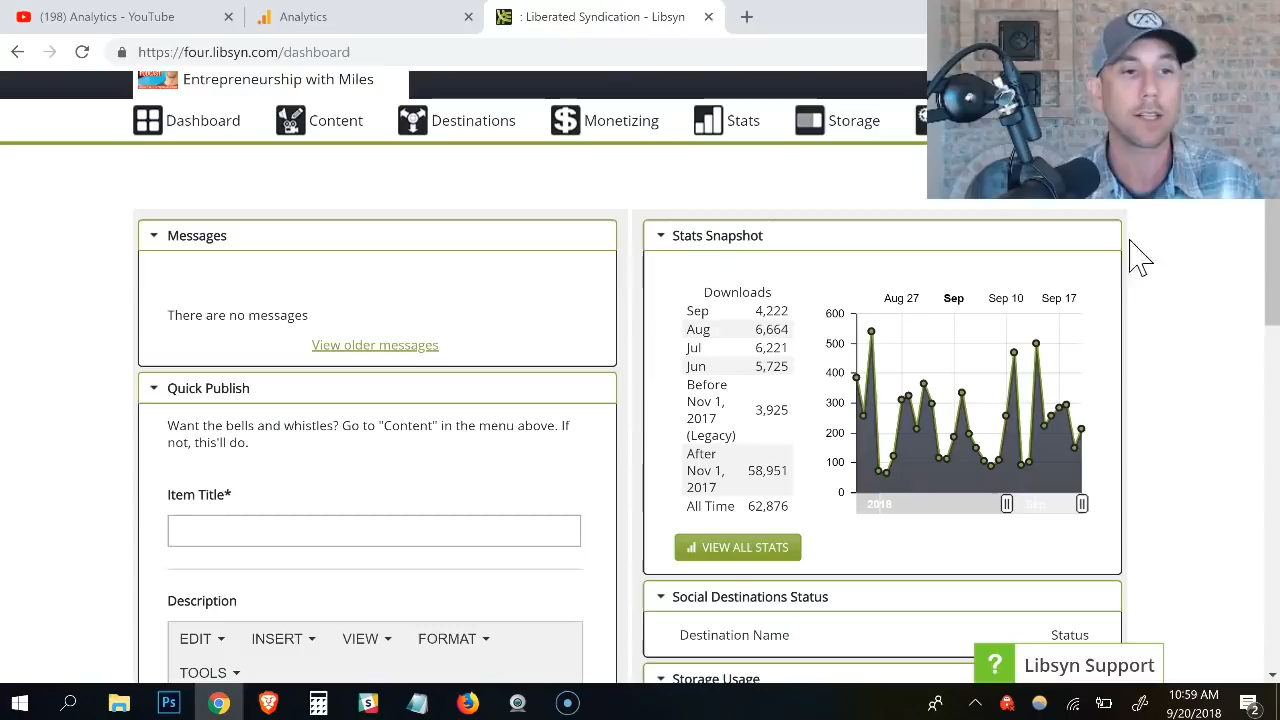 (198) Analytics - YouTube
Analytics
: Liberated Syndication - Libsyn
https://four.libsyn.com/dashboard
Entrepreneurship with Miles
Dashboard
Content
Destinations
Monetizing
Stats
Storage
Messages
There are no messages
View older messages
Quick Publish
Want the bells and whistles? Go to "Content" in the menu above. If
not, this'll do.
Item Title*
Description
EDIT INSERT VIEW FORMAT
TOOLS
Stats Snapshot
Downloads
Sep 4,222
Aug 6,664
Jul 6,221
Jun 5,725
Before
Nov 1,
2017 3,925
(Legacy)
After
Nov 1, 58,951
2017
All Time 62,876
Aug 27 Sep Sep 10 Sep 17
600
500
400
300
200
100
0
2018 Sep
VIEW ALL STATS
Social Destinations Status
Destination Name Status
Storage Usage
? Libsyn Support
Ps
10:59 AM
9/20/2018
2